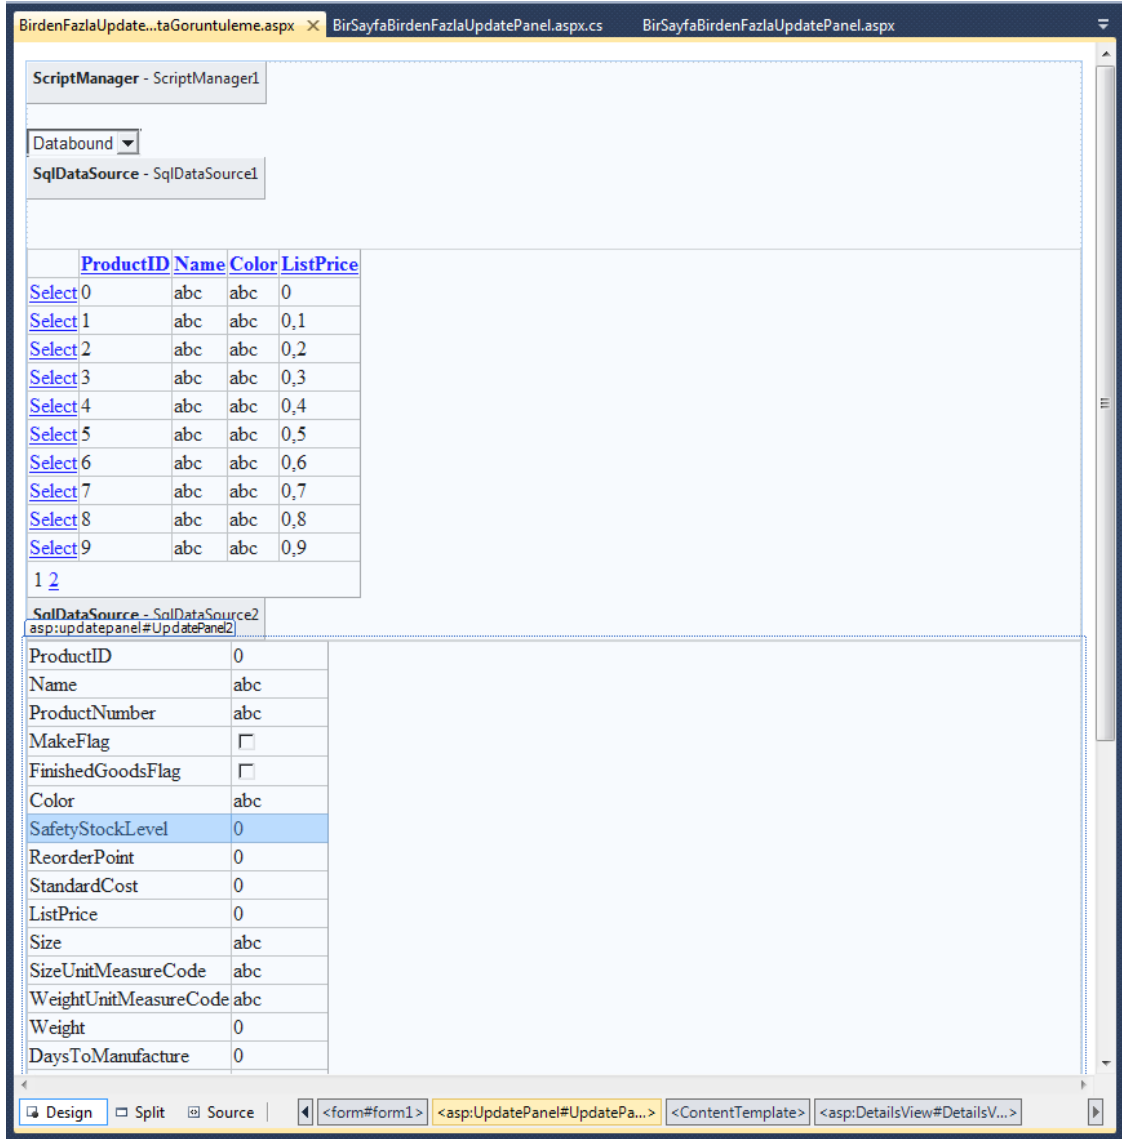 BirdenFazlaUpdate...taGoruntuleme.aspx BirSayfaBirdenFazlaUpdatePanel.aspx.cs BirSayfaBirdenFazlaUpdatePanel.aspx
ScriptManager - ScriptManager1
Databound
SqlDataSource - SqlDataSource1
ProductID Name Color ListPrice
Select 0 abc abc 0
Select 1 abc abc 0,1
Select 2 abc abc 0,2
Select 3 abc abc 0,3
Select 4 abc abc 0,4
Select 5 abc abc 0,5
Select 6 abc abc 0,6
Select 7 abc abc 0,7
Select 8 abc abc 0,8
Select 9 abc abc 0,9
1 2
SqlDataSource - SqlDataSource2
asp:updatepanel#UpdatePanel2
ProductID 0
Name abc
ProductNumber abc
MakeFlag
FinishedGoodsFlag
Color abc
SafetyStockLevel 0
ReorderPoint 0
StandardCost 0
ListPrice 0
Size abc
SizeUnitMeasureCode abc
WeightUnitMeasureCode abc
Weight 0
DaysToManufacture 0
Design Split Source <form#form1> <asp:UpdatePanel#UpdatePa...> <ContentTemplate> <asp:DetailsView#DetailsV...>